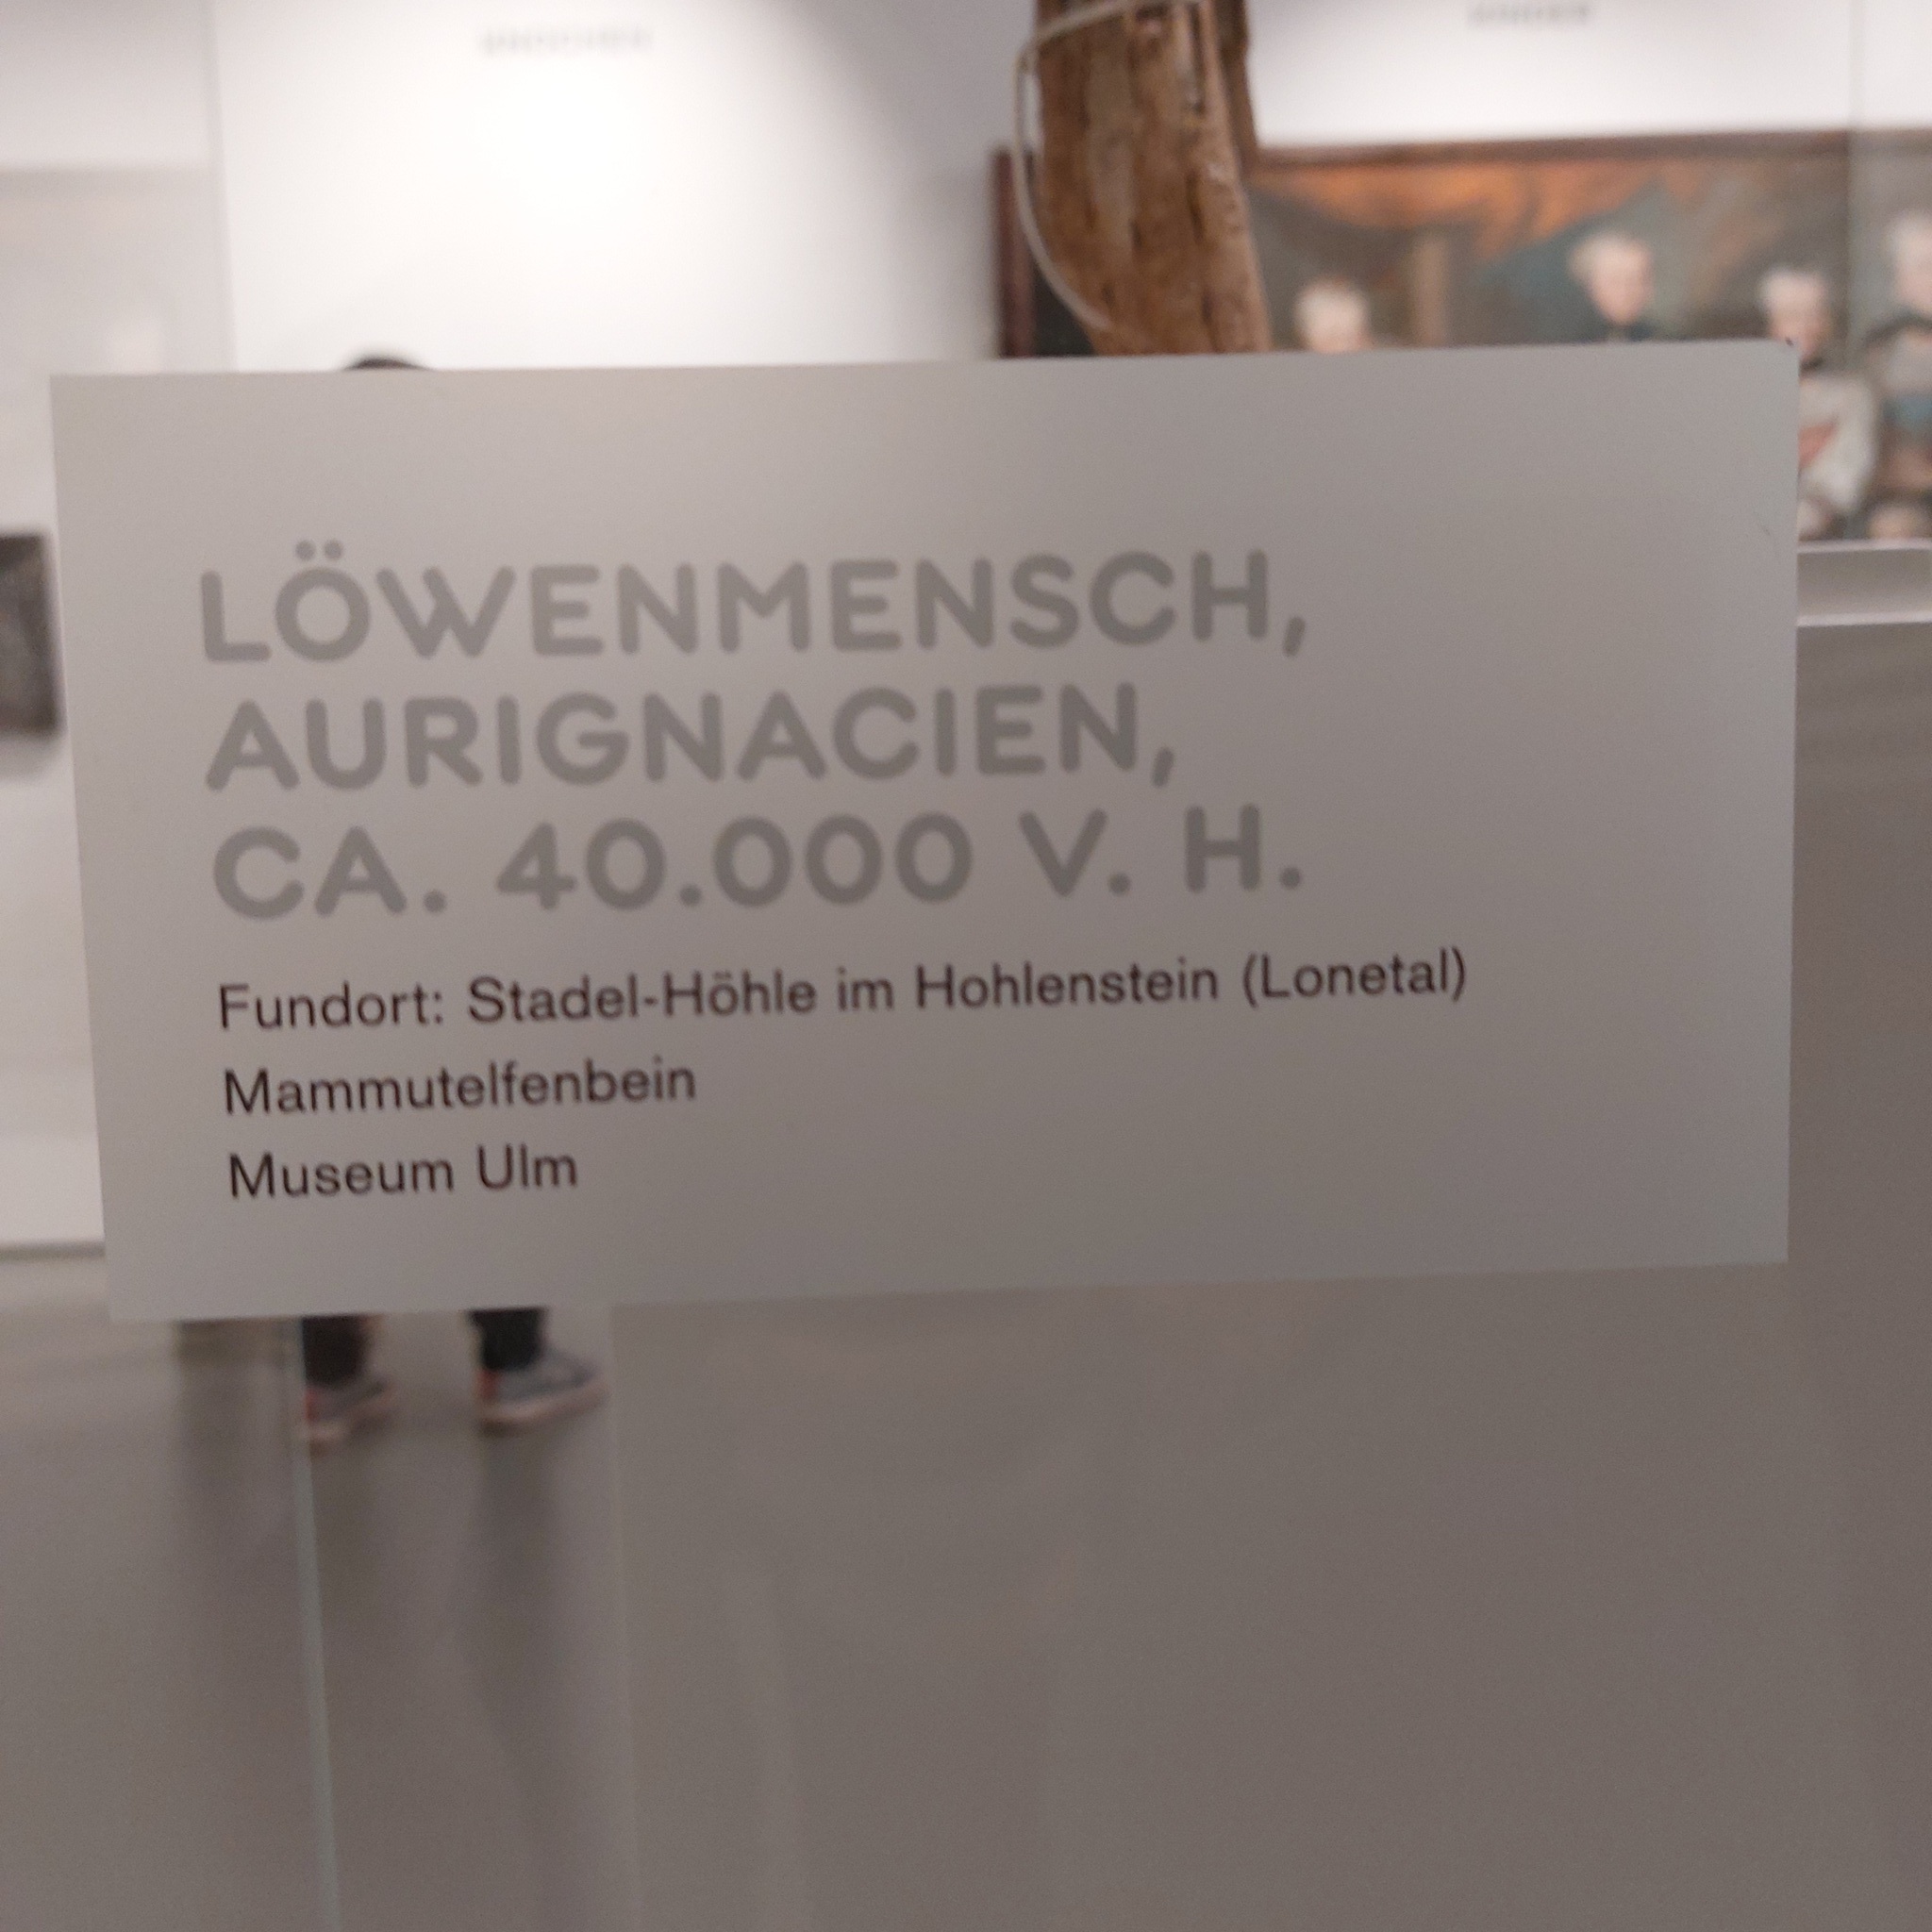 LÖWENMENSCH,
AURIGNACIEN,
CA. 40.000 V. H.
Fundort: Stadel-Höhle im Hohlenstein (Lonetal)
Mammutelfenbein
Museum Ulm